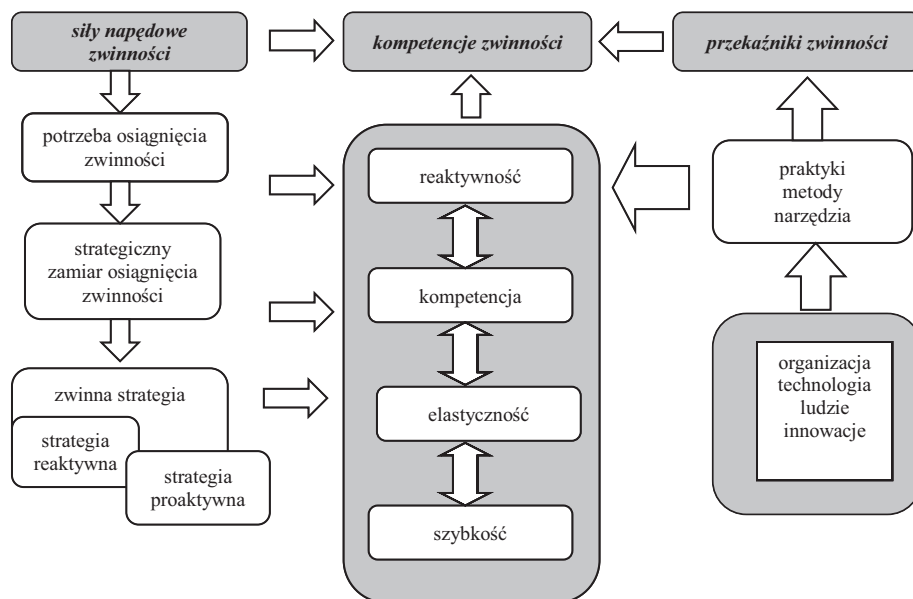 siły napędowe
zwinności
kompetencje zwinności
przekaźniki zwinności
potrzeba osiągnięcia
zwinności
strategiczny
zamiar osiągnięcia
zwinności
zwinna strategia
strategia
reaktywna
strategia
proaktywna
reaktywność
kompetencja
elastyczność
szybkość
praktyki
metody
narzędzia
organizacja
technologia
ludzie
innowacje